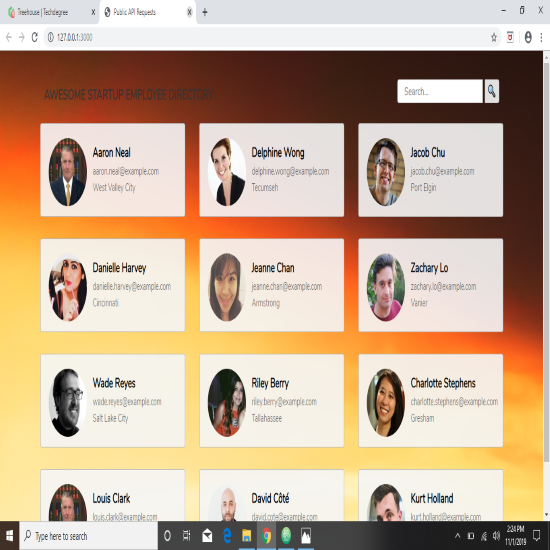 Treehouse | Techdegree
Public API Requests
127.0.0.1:3000
AWESOME STARTUP EMPLOYEE DIRECTORY
Search...
Aaron Neal
aaron.neal@example.com
West Valley City
Delphine Wong
delphine.wong@example.com
Tecumseh
Jacob Chu
jacob.chu@example.com
Port Elgin
Danielle Harvey
danielle.harvey@example.com
Cincinnati
Jeanne Chan
jeanne.chan@example.com
Armstrong
Zachary Lo
zachary.lo@example.com
Vanier
Wade Reyes
wade.reyes@example.com
Salt Lake City
Riley Berry
riley.berry@example.com
Tallahassee
Charlotte Stephens
charlotte.stephens@example.com
Gresham
Louis Clark
louis.clark@example.com
David Côté
david.cote@example.com
Kurt Holland
kurt.holland@example.com
Type here to search
2:24 PM
11/1/2019